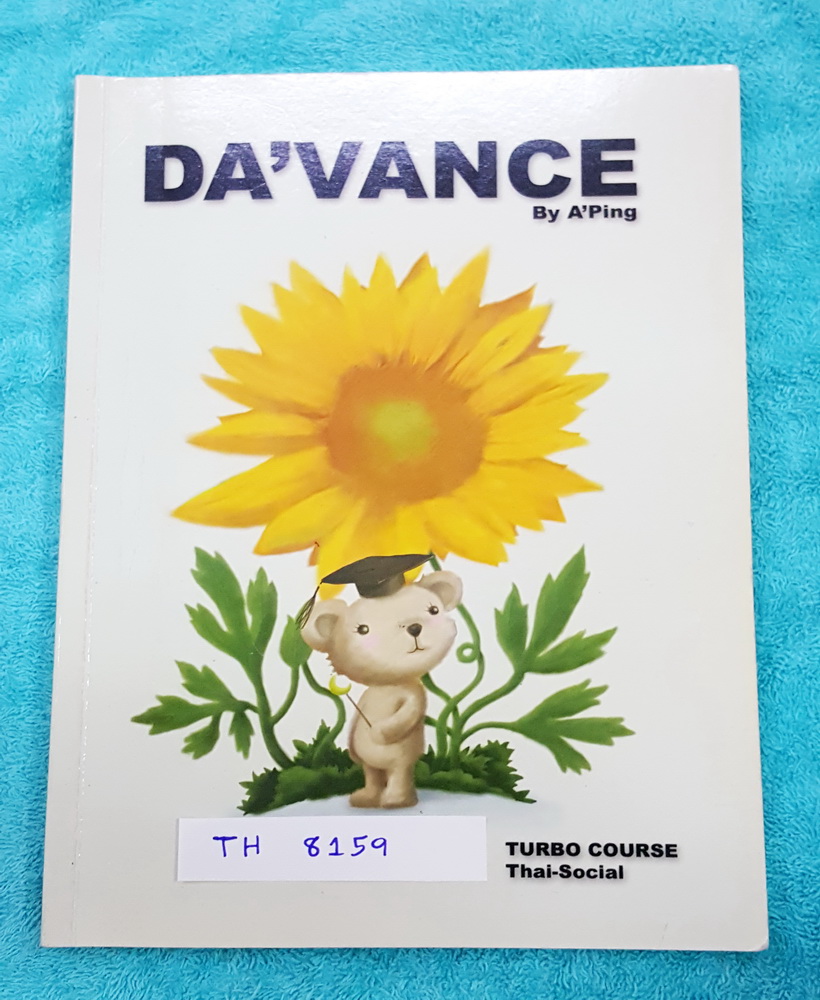 DA'VANCE
By A'Ping
TH 8159
TURBO COURSE
Thai-Social